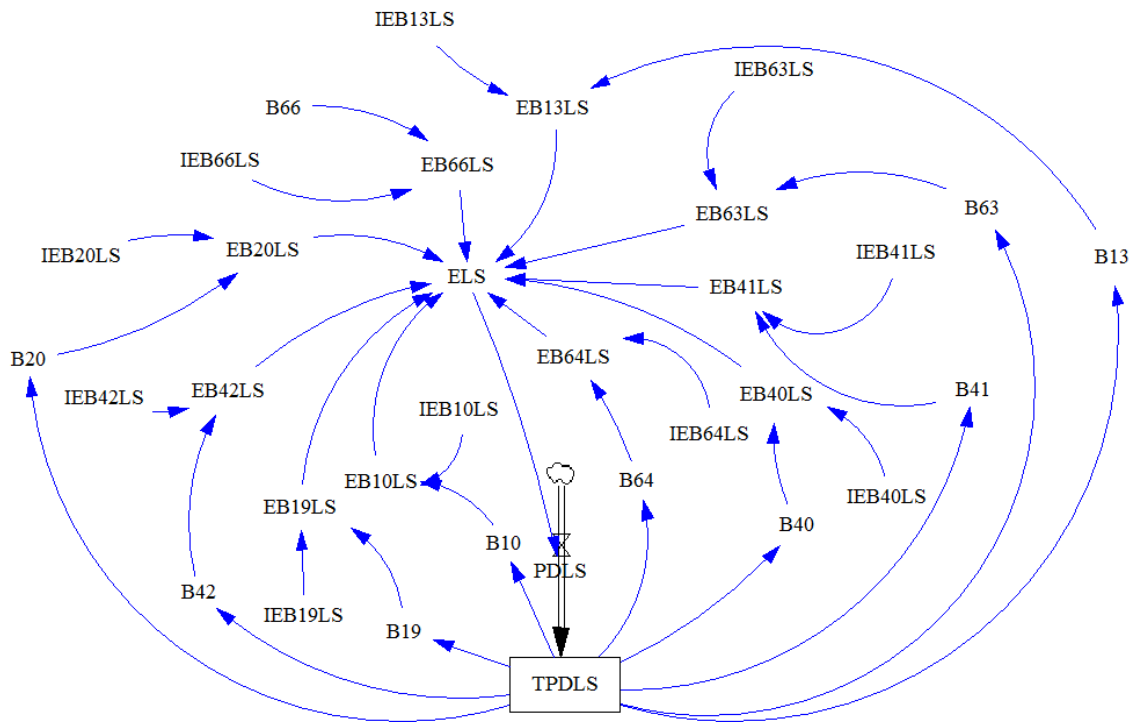 IEB13LS
IEB63LS
B66
EB13LS
IEB66LS
EB66LS
EB63LS
B63
IEB20LS
EB20LS
IEB41LS
B13
ELS
EB41LS
B20
EB64LS
IEB42LS
EB42LS
EB40LS
B41
IEB10LS
IEB64LS
EB10LS
B64
IEB40LS
EB19LS
B40
B10
PDLS
B42
IEB19LS
B19
TPDLS